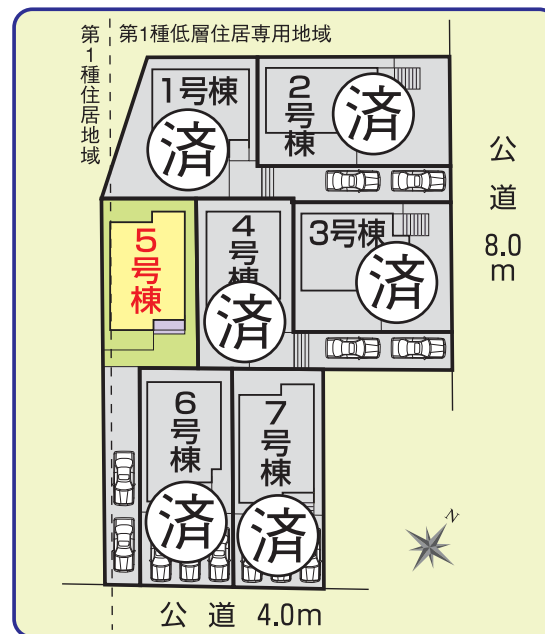 第1種住居地域
第1種低層住居専用地域
1号棟
済
2号棟
済
公道 8.0m
5号棟
4号棟
済
3号棟
済
6号棟
済
7号棟
済
N
公道 4.0m